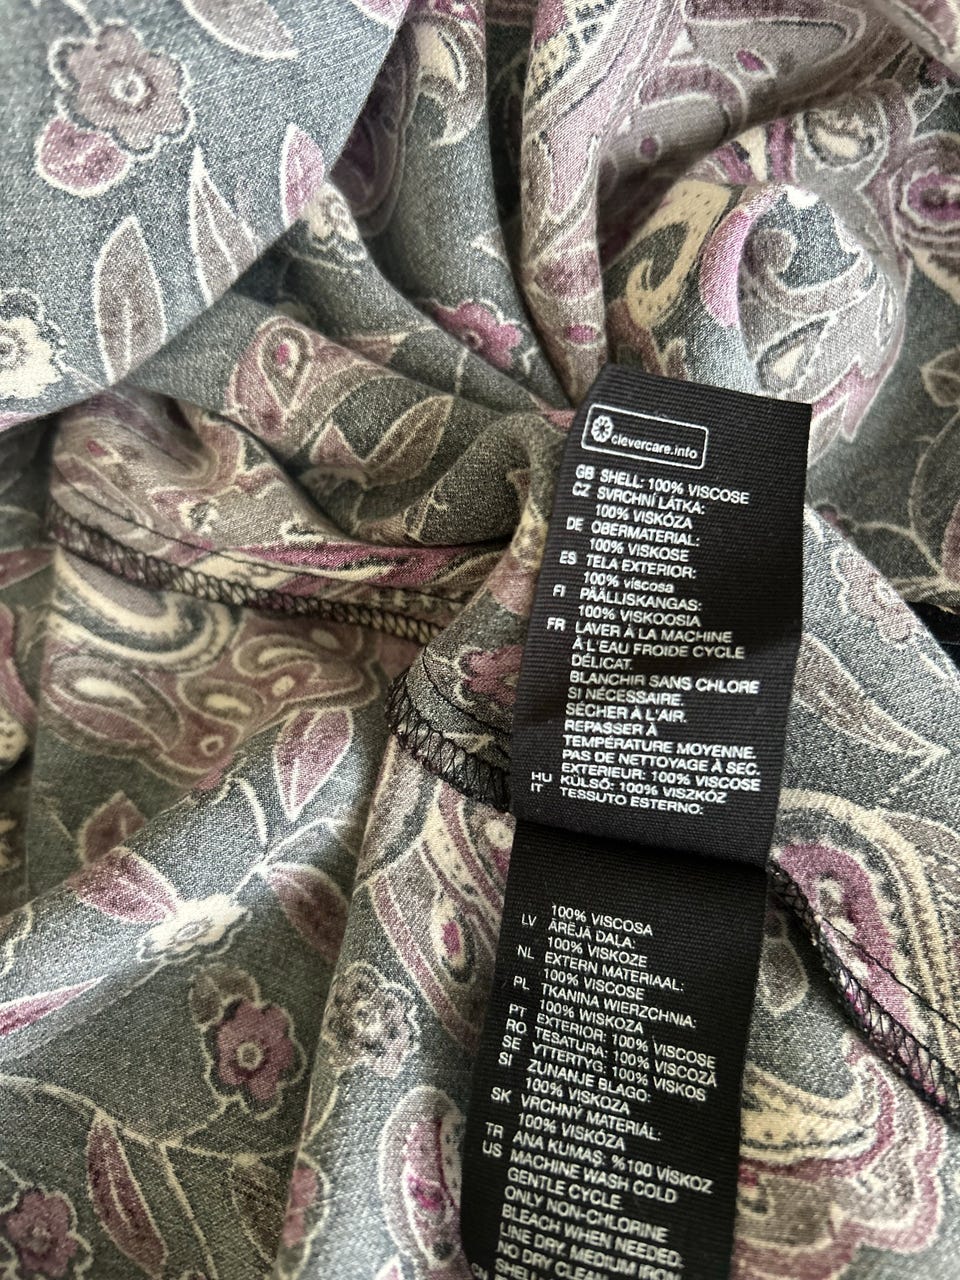 clevercare.info
GB SHELL: 100% VISCOSE
CZ SVRCHNÍ LÁTKA:
100% VISKÓZA
DE OBERMATERIAL:
100% VISKOSE
ES TELA EXTERIOR:
100% viscosa
FI PÄÄLLISKANGAS:
100% VISKOOSIA
FR LAVER À LA MACHINE
À L'EAU FROIDE CYCLE
DÉLICAT.
BLANCHIR SANS CHLORE
SI NÉCESSAIRE.
SÉCHER À L'AIR.
REPASSER À
TEMPÉRATURE MOYENNE.
PAS DE NETTOYAGE À SEC.
EXTERIEUR: 100% VISCOSE
HU KÜLSŐ: 100% VISZKÓZ
IT TESSUTO ESTERNO:
100% VISCOSA
LV ĀRĒJĀ DAĻA:
100% VISKOZE
NL EXTERN MATERIAAL:
100% VISCOSE
PL TKANINA WIERZCHNIA:
100% WISKOZA
PT EXTERIOR: 100% VISCOSE
RO TESATURA: 100% VISCOZĂ
SE YTTERTYG: 100% VISKOS
SI ZUNANJE BLAGO:
100% VISKOZA
SK VRCHNÝ MATERIÁL:
100% VISKÓZA
TR ANA KUMAŞ: %100 VİSKOZ
US MACHINE WASH COLD
GENTLE CYCLE.
ONLY NON-CHLORINE
BLEACH WHEN NEEDED.
LINE DRY. MEDIUM IRON.
NO DRY CLEAN.